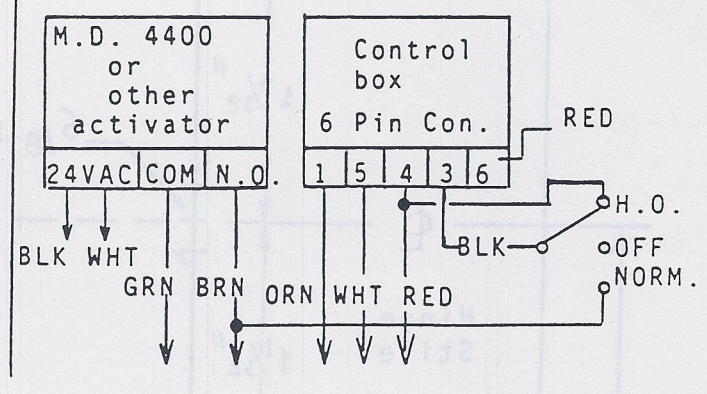 M.D. 4400
or
other
activator
24VAC COM N.O.
Control
box
6 Pin Con.
1 5 4 3 6
RED
H.O.
BLK
OFF
NORM.
BLK WHT
GRN BRN
ORN WHT RED